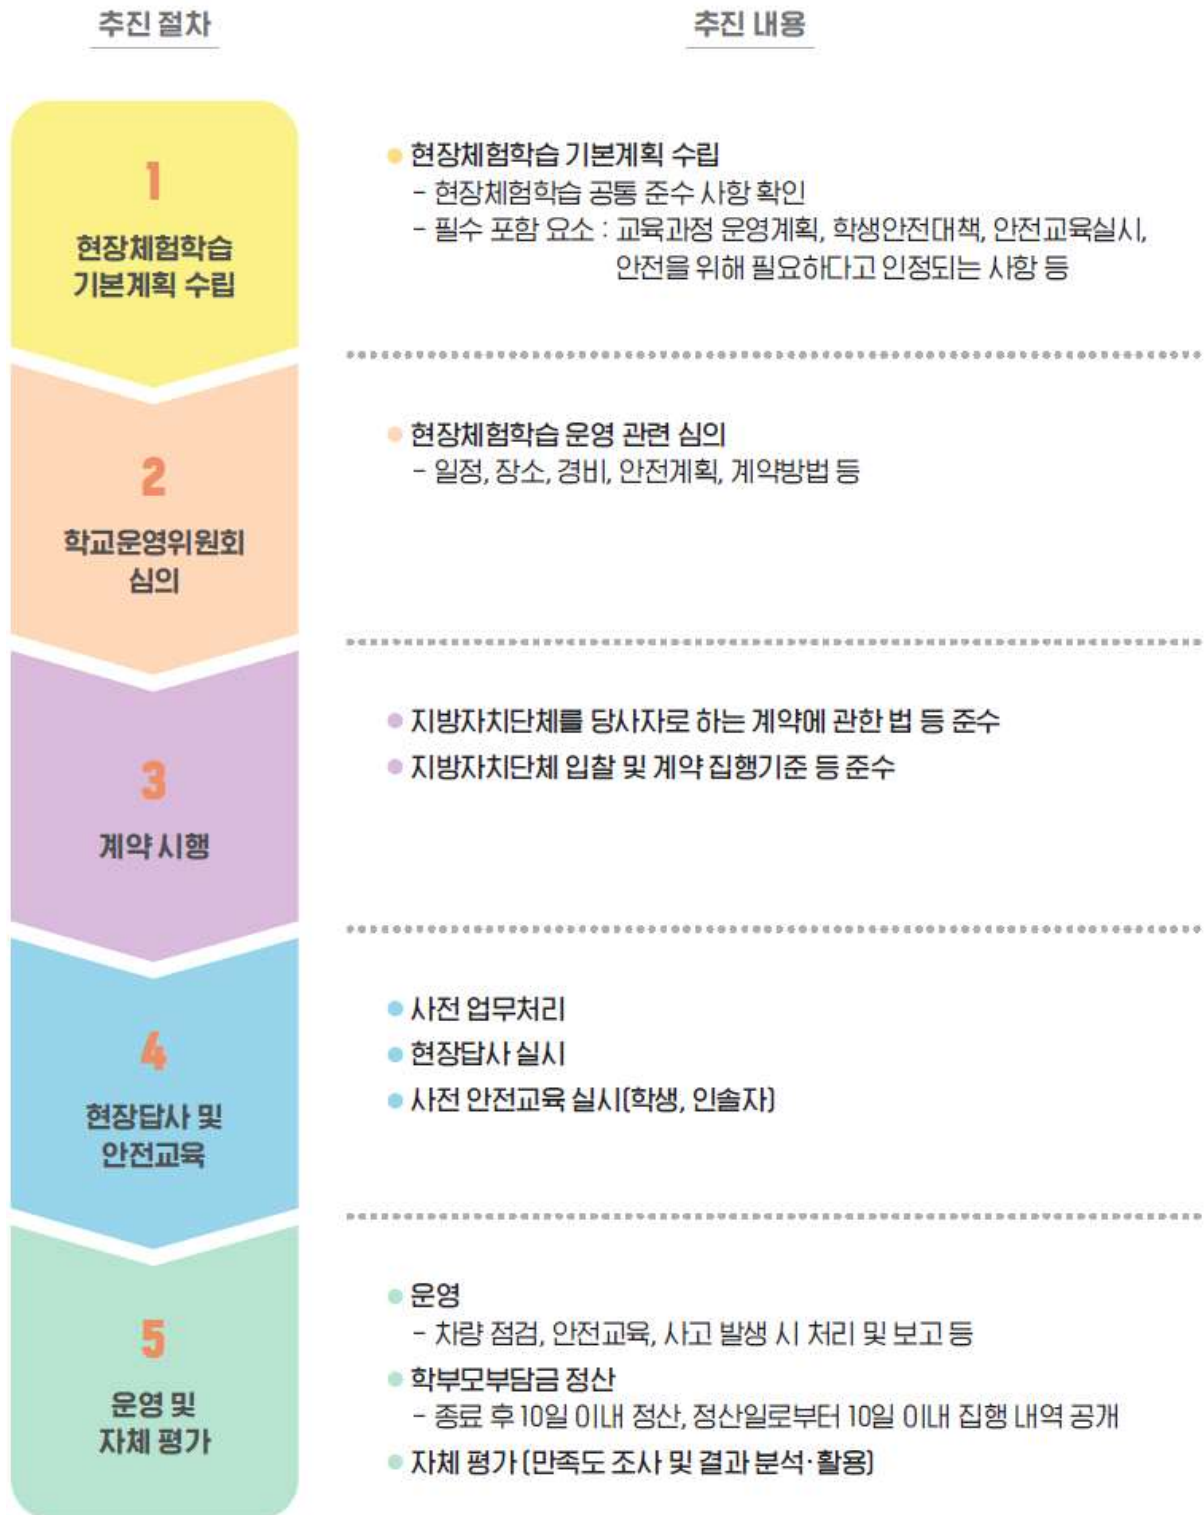 추진 절차
추진 내용
1
현장체험학습
기본계획 수립
● 현장체험학습 기본계획 수립
- 현장체험학습 공통 준수 사항 확인
- 필수 포함 요소 : 교육과정 운영계획, 학생안전대책, 안전교육실시,
안전을 위해 필요하다고 인정되는 사항 등
2
학교운영위원회
심의
● 현장체험학습 운영 관련 심의
- 일정, 장소, 경비, 안전계획, 계약방법 등
3
계약 시행
● 지방자치단체를 당사자로 하는 계약에 관한 법 등 준수
● 지방자치단체 입찰 및 계약 집행기준 등 준수
4
현장답사 및
안전교육
● 사전 업무처리
● 현장답사 실시
● 사전 안전교육 실시(학생, 인솔자)
5
운영 및
자체 평가
● 운영
- 차량 점검, 안전교육, 사고 발생 시 처리 및 보고 등
● 학부모부담금 정산
- 종료 후 10일 이내 정산, 정산일로부터 10일 이내 집행 내역 공개
● 자체 평가 (만족도 조사 및 결과 분석·활용)